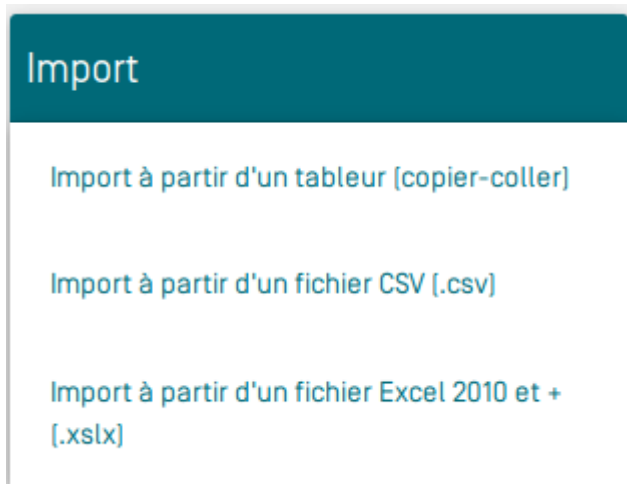 Import
Import à partir d'un tableur (copier-coller)
Import à partir d'un fichier CSV (.csv)
Import à partir d'un fichier Excel 2010 et +
(.xslx)